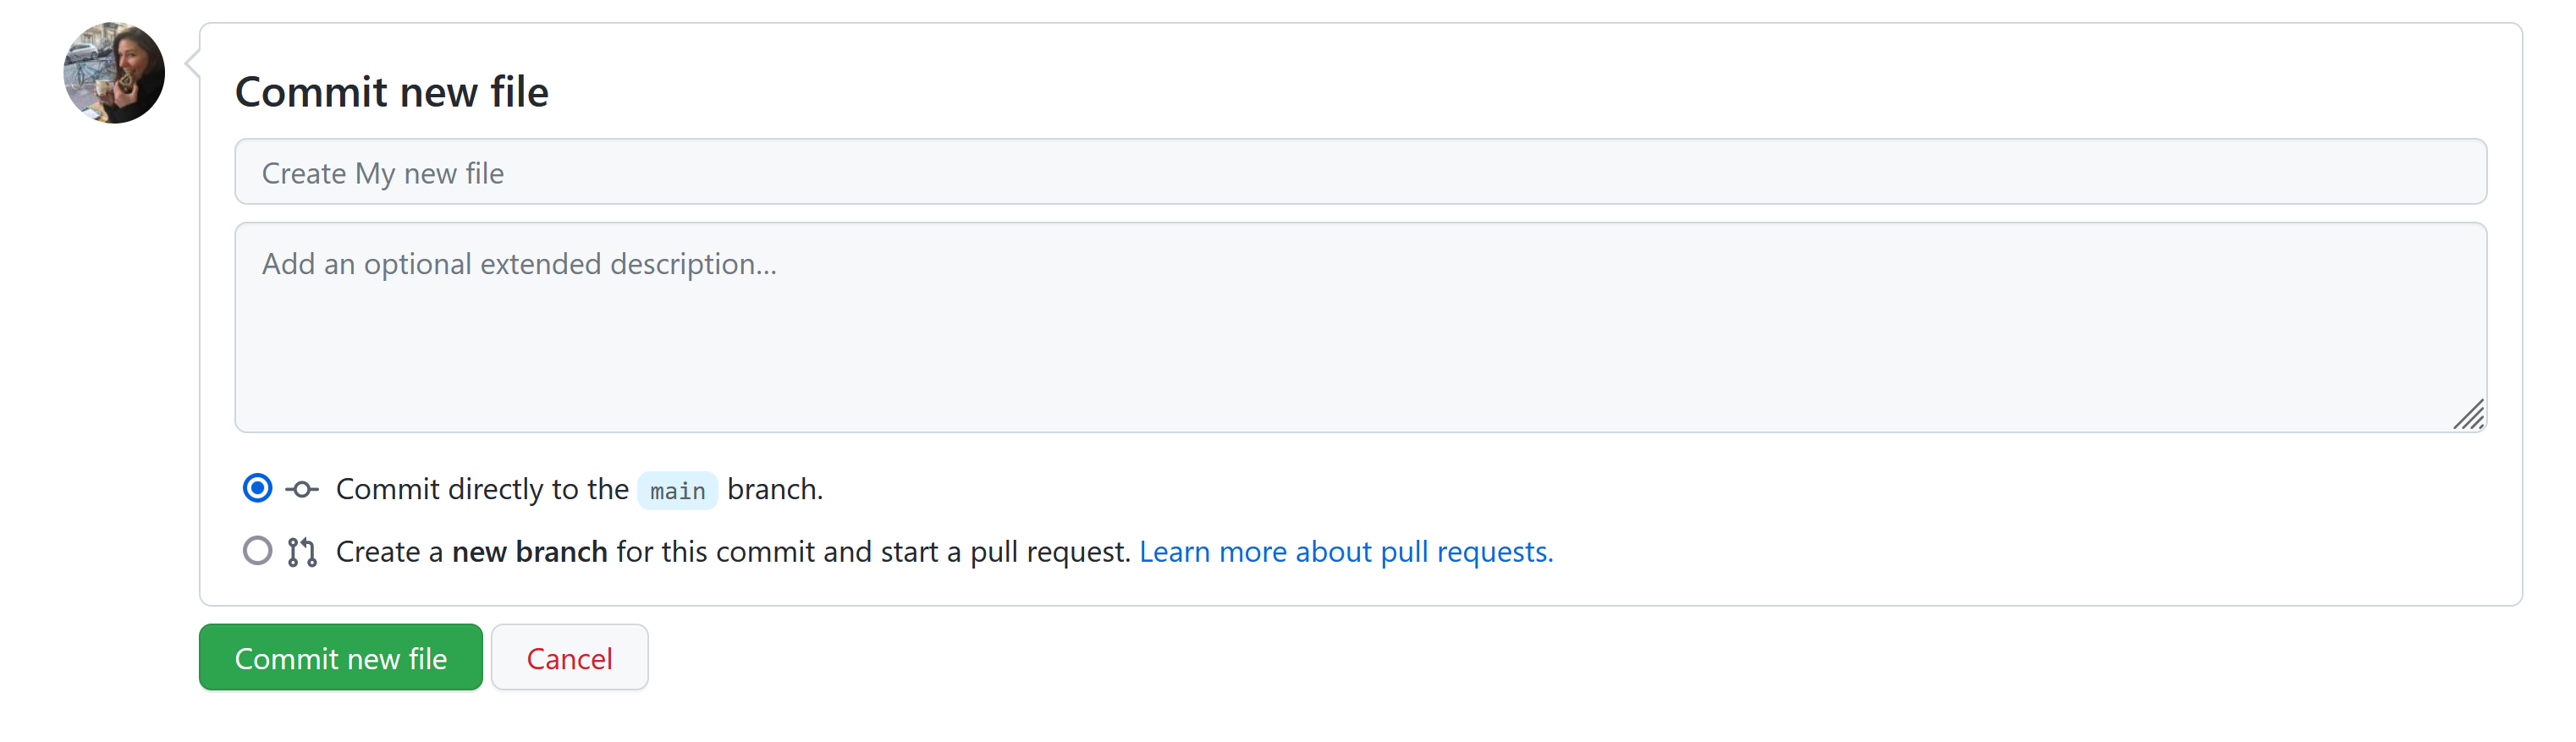 Commit new file
Create My new file
Add an optional extended description...
Commit directly to the main branch.
Create a new branch for this commit and start a pull request. Learn more about pull requests.
Commit new file Cancel